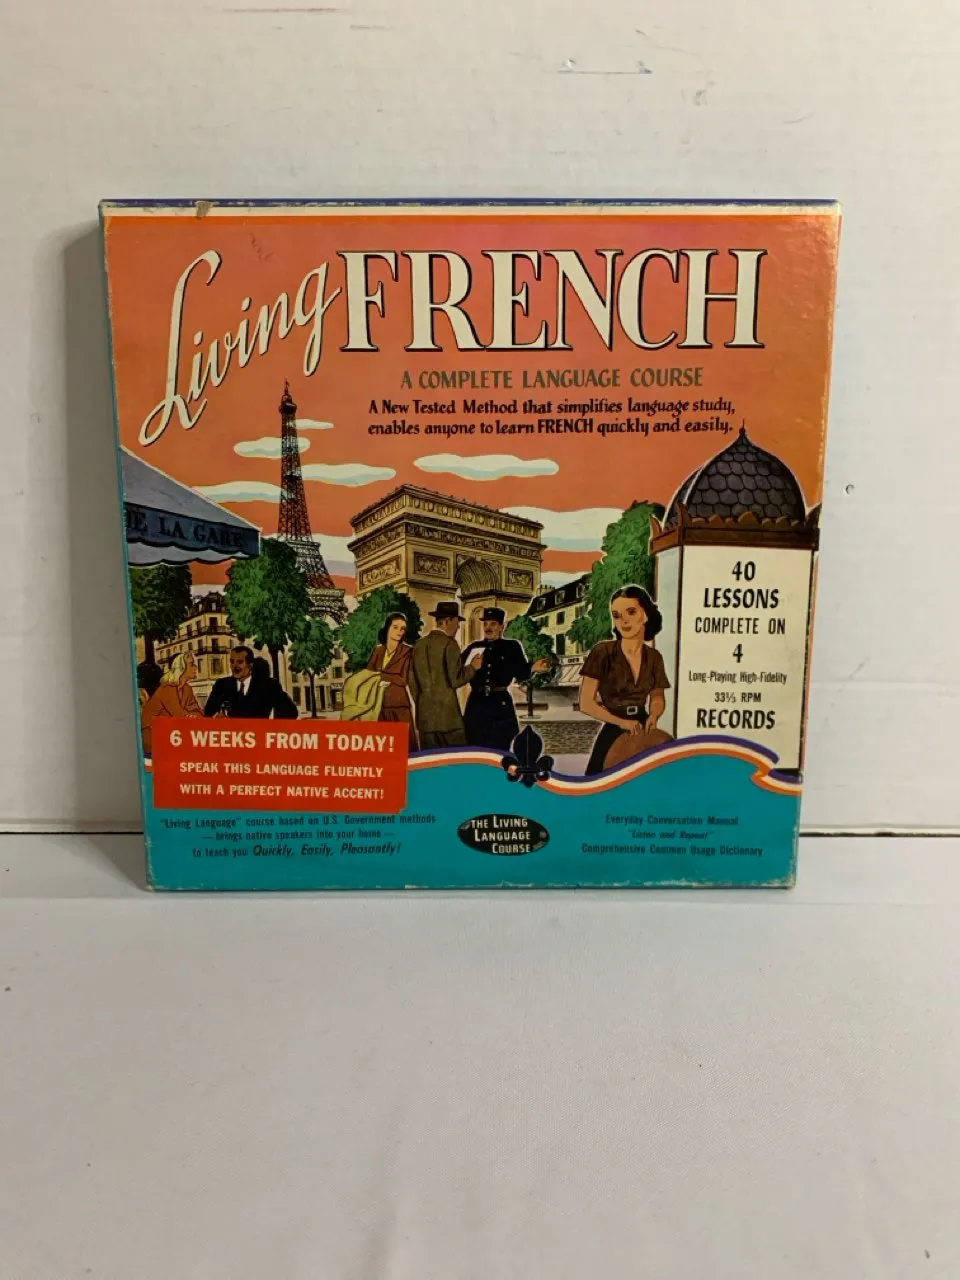 Living FRENCH
A COMPLETE LANGUAGE COURSE
A New Tested Method that simplifies language study,
enables anyone to learn FRENCH quickly and easily.
DE LA GARE
40
LESSONS
COMPLETE ON
4
Long-Playing High-Fidelity
33⅓ RPM
RECORDS
6 WEEKS FROM TODAY!
SPEAK THIS LANGUAGE FLUENTLY
WITH A PERFECT NATIVE ACCENT!
"Living Language" course based on U.S. Government methods
— brings native speakers into your home —
to teach you Quickly, Easily, Pleasantly!
THE LIVING
LANGUAGE
COURSE
Everyday Conversation Manual
"Listen and Repeat"
Comprehensive Common Usage Dictionary